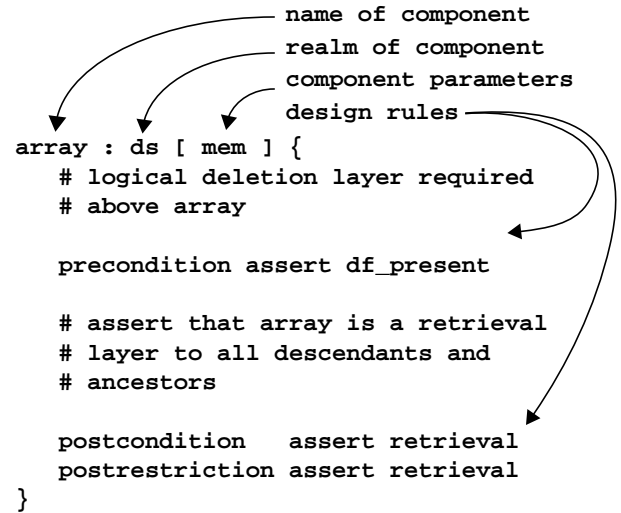 name of component
realm of component
component parameters
design rules
array : ds [ mem ] {
# logical deletion layer required
# above array
precondition assert df_present
# assert that array is a retrieval
# layer to all descendants and
# ancestors
postcondition assert retrieval
postrestriction assert retrieval
}